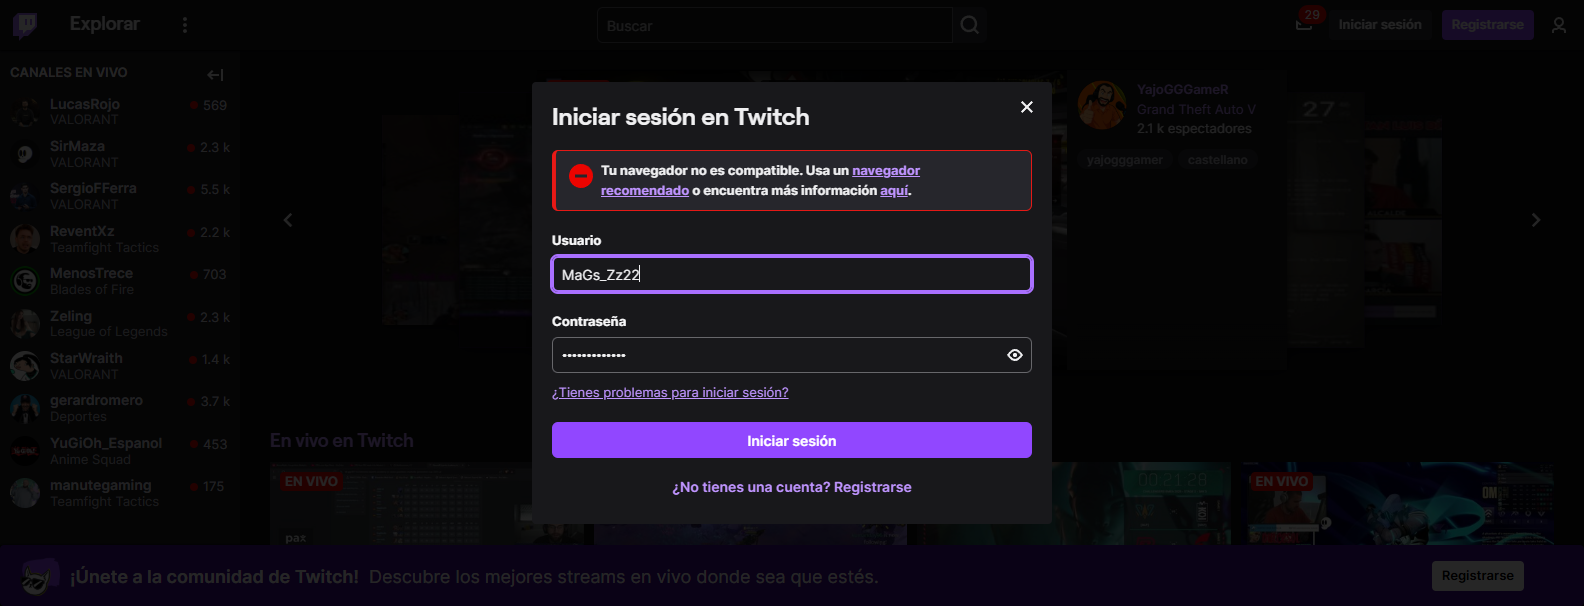 Explorar
Buscar
29
Iniciar sesión
Registrarse
CANALES EN VIVO
LucasRojo
569
VALORANT
SirMaza
2.3 k
VALORANT
SergioFFerra
5.5 k
VALORANT
ReventXz
2.2 k
Teamfight Tactics
MenosTrece
703
Blades of Fire
Zeling
2.3 k
League of Legends
StarWraith
1.4 k
VALORANT
gerardromero
3.7 k
Deportes
YuGiOh_Espanol
453
Anime Squad
manutegaming
175
Teamfight Tactics
YajoGGGameR
Grand Theft Auto V
2.1 k espectadores
yajogggamer
castellano
27
Iniciar sesión en Twitch
Tu navegador no es compatible. Usa un navegador
recomendado o encuentra más información aquí.
Usuario
MaGs_Zz22
Contraseña
•••••••••••••
¿Tienes problemas para iniciar sesión?
Iniciar sesión
¿No tienes una cuenta? Registrarse
En vivo en Twitch
EN VIVO
pax
00:21:28
EN VIVO
¡Únete a la comunidad de Twitch! Descubre los mejores streams en vivo donde sea que estés.
Registrarse